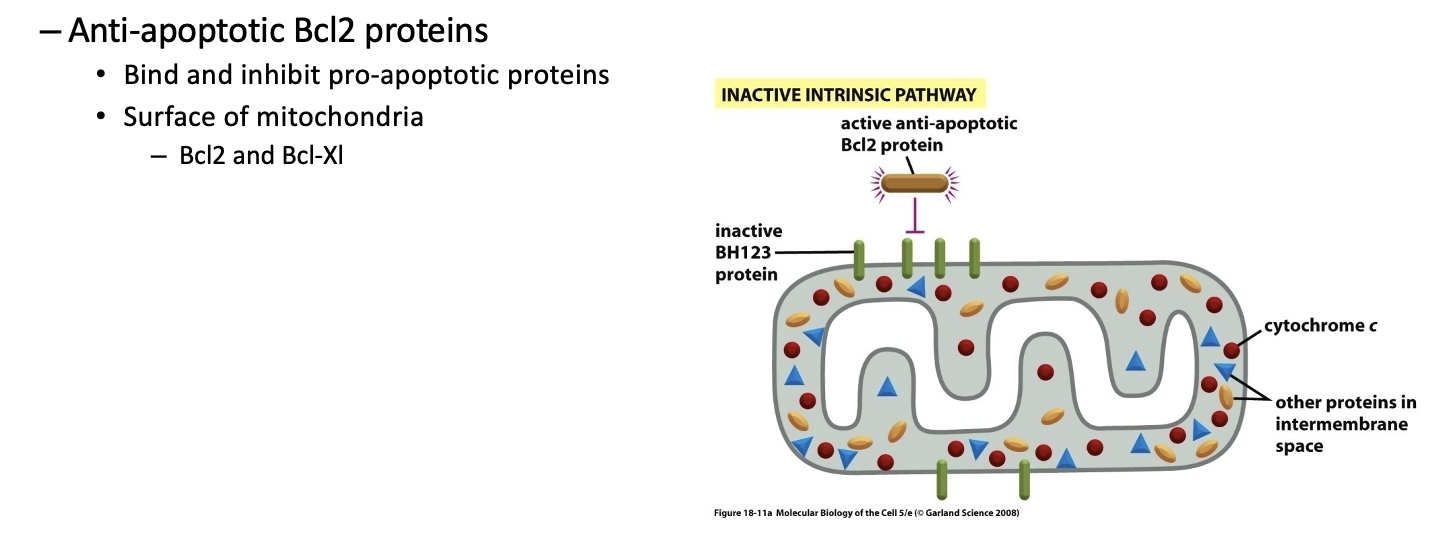 – Anti-apoptotic Bcl2 proteins
• Bind and inhibit pro-apoptotic proteins
• Surface of mitochondria
– Bcl2 and Bcl-Xl
INACTIVE INTRINSIC PATHWAY
active anti-apoptotic
Bcl2 protein
inactive
BH123
protein
cytochrome c
other proteins in
intermembrane
space
Figure 18-11a Molecular Biology of the Cell 5/e (© Garland Science 2008)